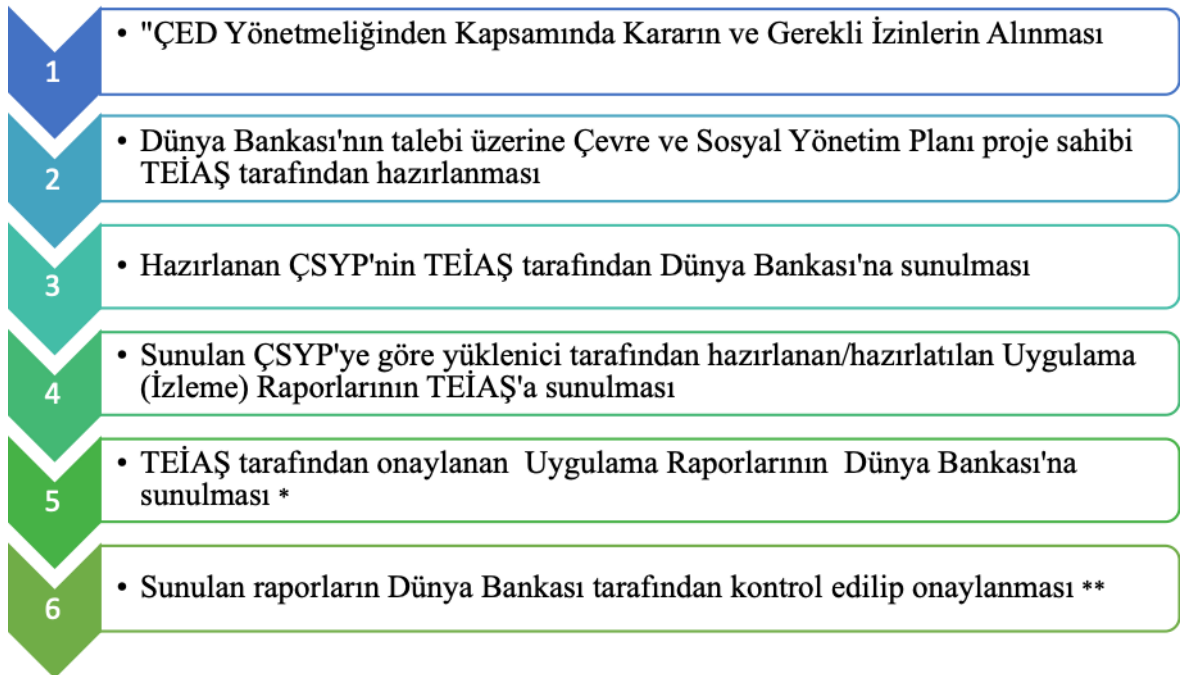 1
• "ÇED Yönetmeliğinden Kapsamında Kararın ve Gerekli İzinlerin Alınması
2
• Dünya Bankası'nın talebi üzerine Çevre ve Sosyal Yönetim Planı proje sahibi
TEİAŞ tarafından hazırlanması
3
• Hazırlanan ÇSYP'nin TEİAŞ tarafından Dünya Bankası'na sunulması
4
• Sunulan ÇSYP'ye göre yüklenici tarafından hazırlanan/hazırlatılan Uygulama
(İzleme) Raporlarının TEİAŞ'a sunulması
5
• TEİAŞ tarafından onaylanan Uygulama Raporlarının Dünya Bankası'na
sunulması *
6
• Sunulan raporların Dünya Bankası tarafından kontrol edilip onaylanması **